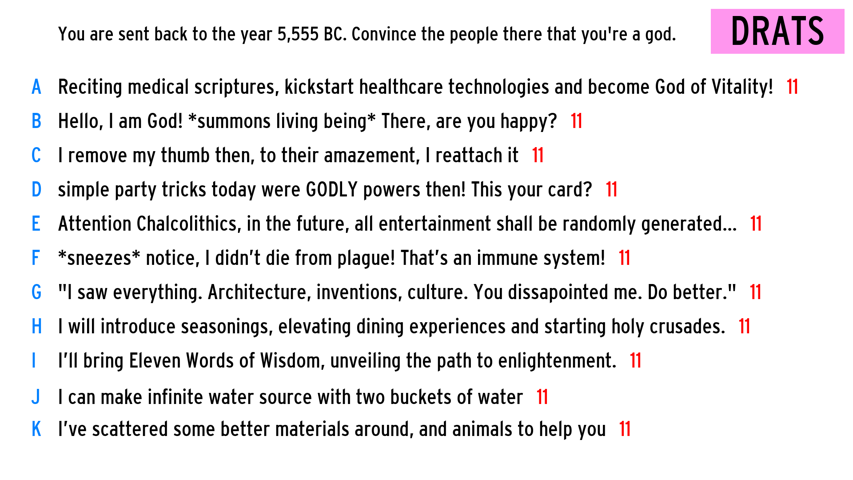 You are sent back to the year 5,555 BC. Convince the people there that you're a god.
DRATS
A Reciting medical scriptures, kickstart healthcare technologies and become God of Vitality! 11
B Hello, I am God! *summons living being* There, are you happy? 11
C I remove my thumb then, to their amazement, I reattach it 11
D simple party tricks today were GODLY powers then! This your card? 11
E Attention Chalcolithics, in the future, all entertainment shall be randomly generated... 11
F *sneezes* notice, I didn’t die from plague! That’s an immune system! 11
G "I saw everything. Architecture, inventions, culture. You dissapointed me. Do better." 11
H I will introduce seasonings, elevating dining experiences and starting holy crusades. 11
I I’ll bring Eleven Words of Wisdom, unveiling the path to enlightenment. 11
J I can make infinite water source with two buckets of water 11
K I’ve scattered some better materials around, and animals to help you 11